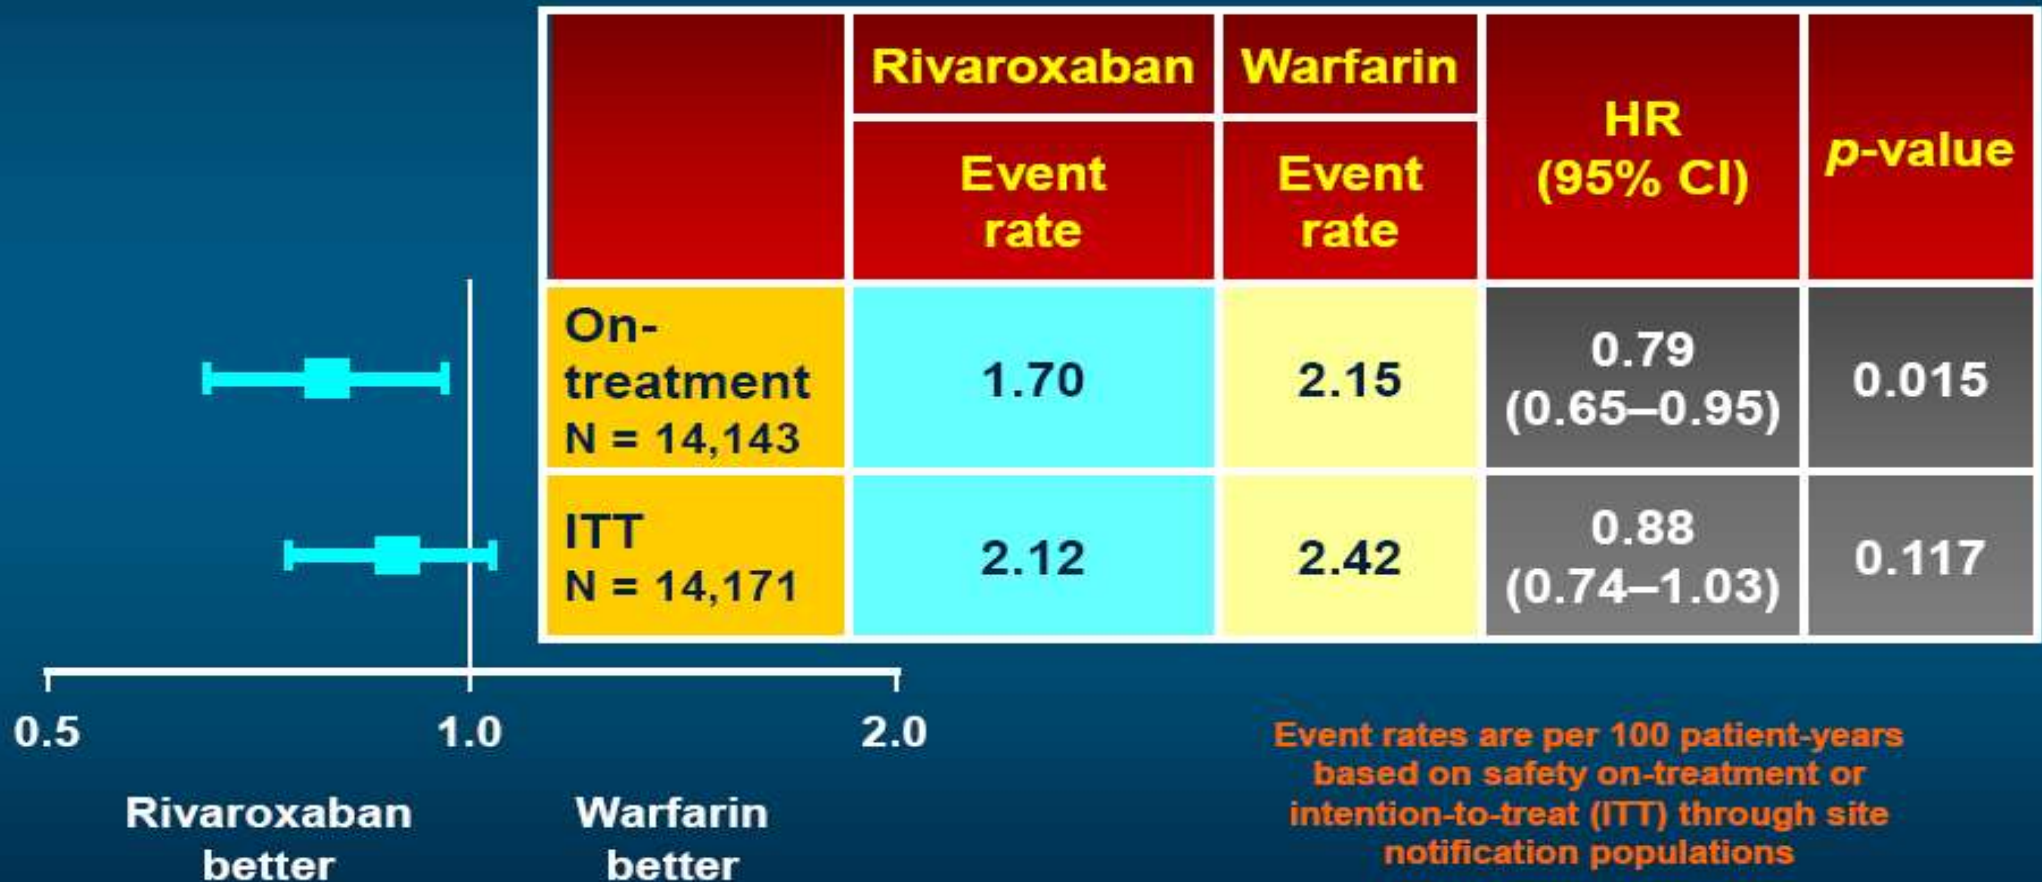 Rivaroxaban
Warfarin
HR
(95% CI)
p-value
Event
rate
Event
rate
On-
treatment
N = 14,143
1.70
2.15
0.79
(0.65–0.95)
0.015
ITT
N = 14,171
2.12
2.42
0.88
(0.74–1.03)
0.117
0.5
1.0
2.0
Rivaroxaban
better
Warfarin
better
Event rates are per 100 patient-years
based on safety on-treatment or
intention-to-treat (ITT) through site
notification populations